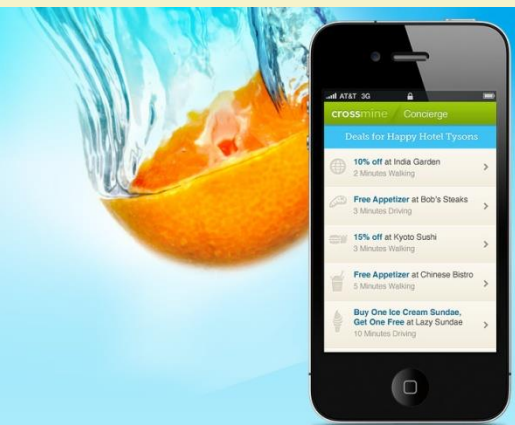 AT&T 3G
crossmine Concierge
Deals for Happy Hotel Tysons
10% off at India Garden
2 Minutes Walking
Free Appetizer at Bob's Steaks
3 Minutes Driving
15% off at Kyoto Sushi
3 Minutes Walking
Free Appetizer at Chinese Bistro
5 Minutes Walking
Buy One Ice Cream Sundae,
Get One Free at Lazy Sundae
10 Minutes Driving